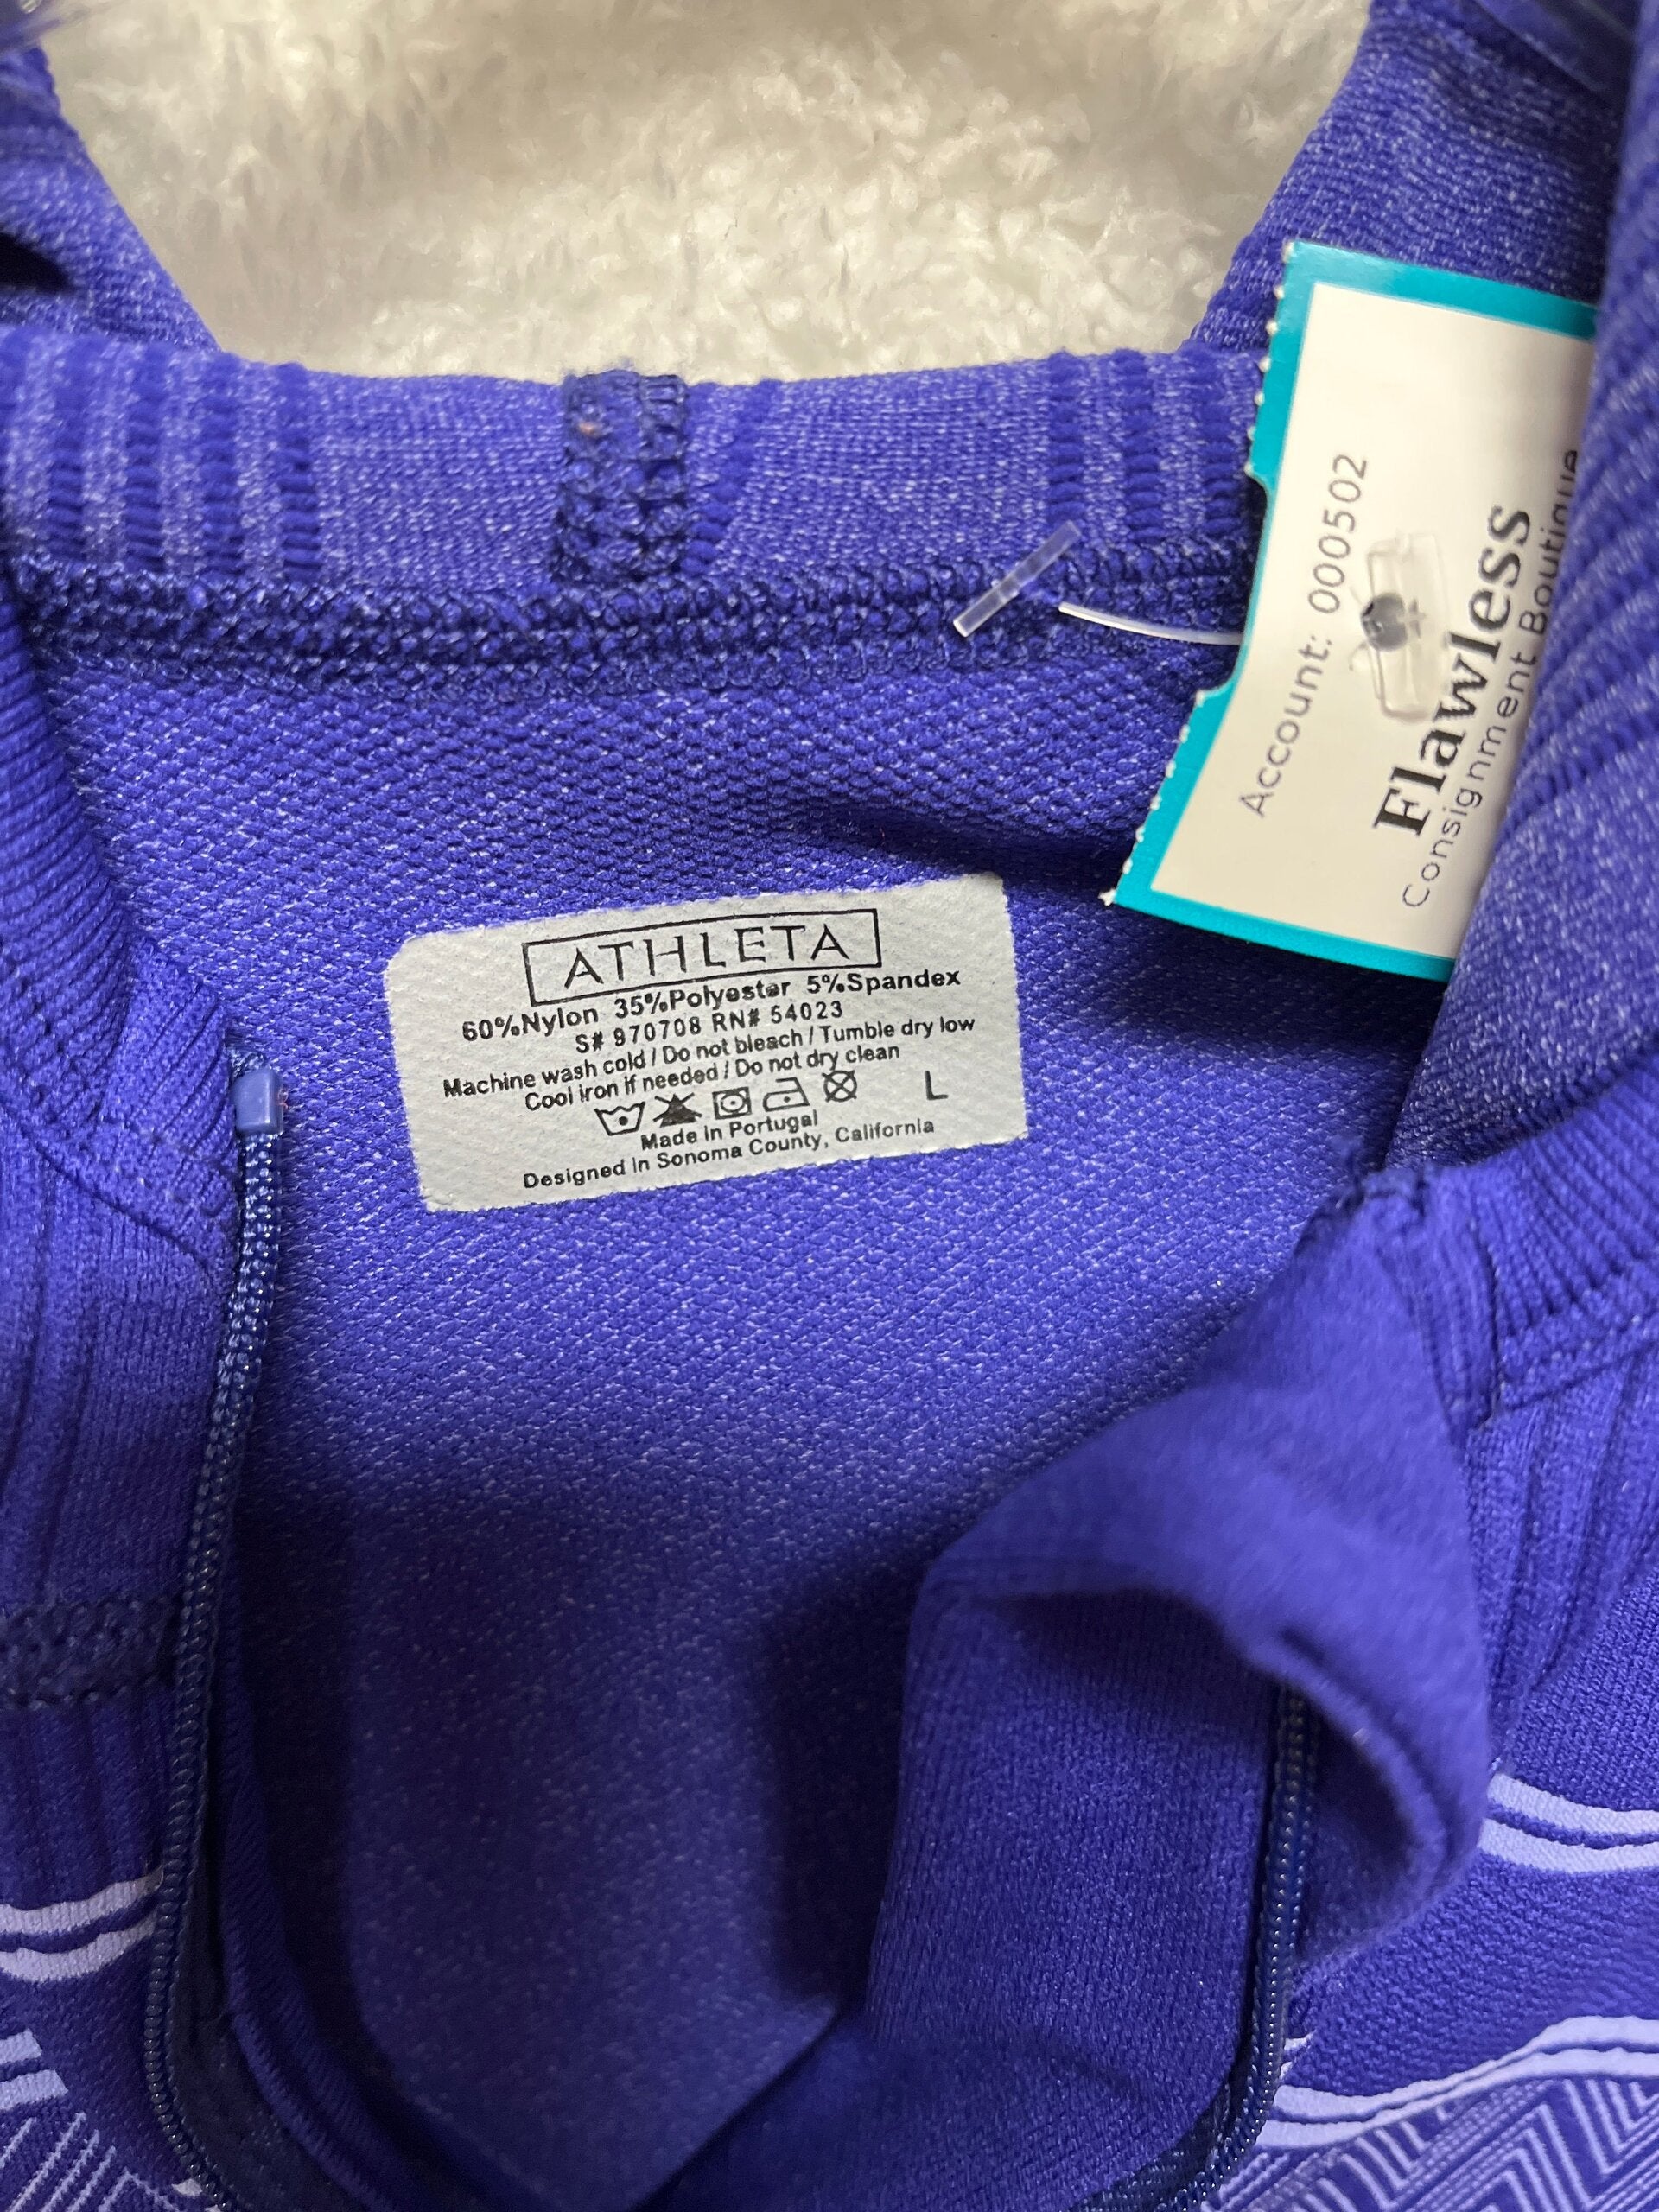 ATHLETA
60%Nylon 35%Polyester 5%Spandex
S# 970708 RN# 54023
Machine wash cold / Do not bleach / Tumble dry low
Cool iron if needed / Do not dry clean
L
Made in Portugal
Designed in Sonoma County, California
Account: 000502
Flawless
Consignment Boutique